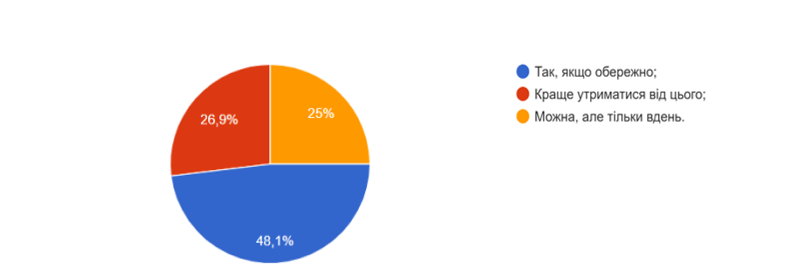 26,9%
25%
48,1%
Так, якщо обережно;
Краще утриматися від цього;
Можна, але тільки вдень.